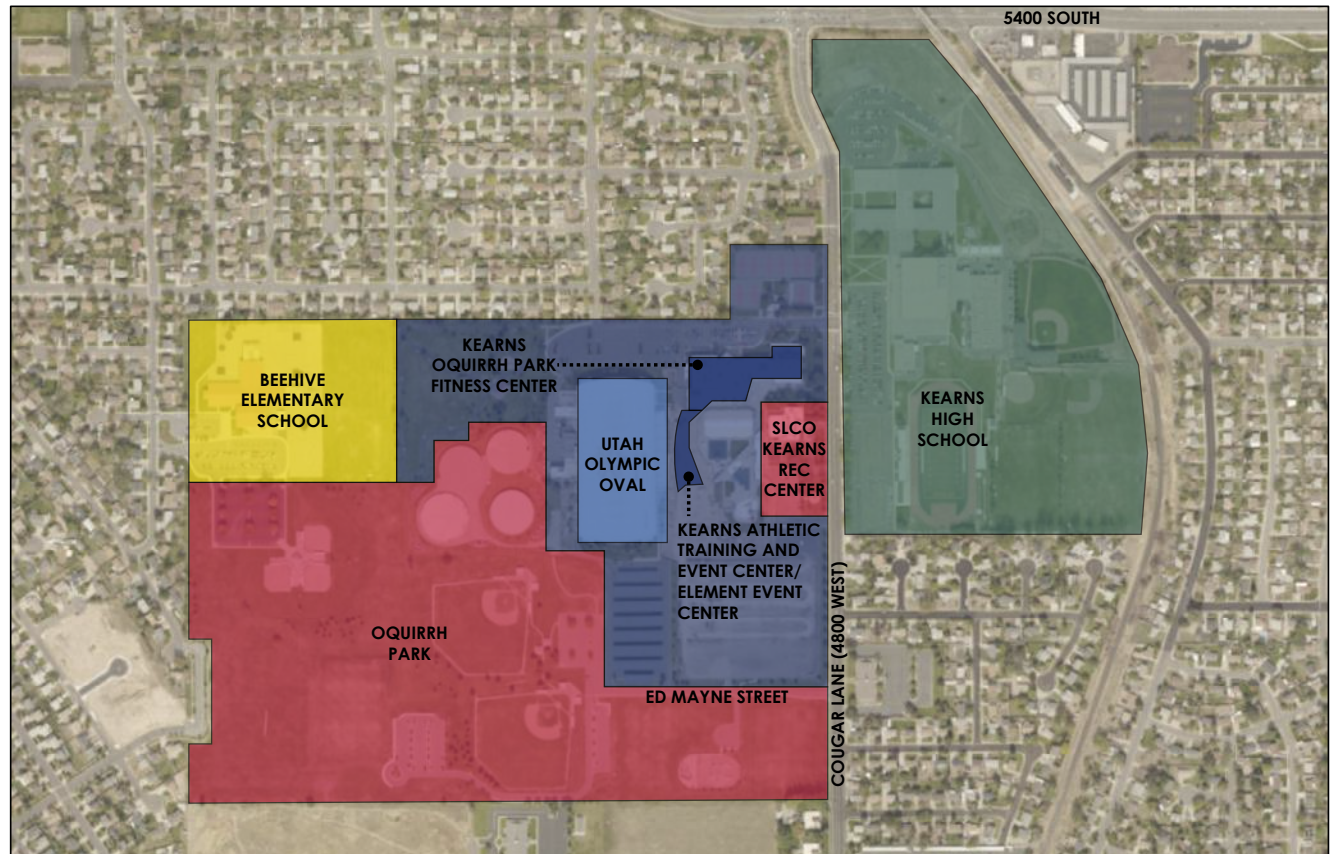 5400 SOUTH
KEARNS
OQUIRRH PARK
FITNESS CENTER
BEEHIVE
ELEMENTARY
SCHOOL
UTAH
OLYMPIC
OVAL
SLCO
KEARNS
REC
CENTER
KEARNS
HIGH
SCHOOL
KEARNS ATHLETIC
TRAINING AND
EVENT CENTER/
ELEMENT EVENT
CENTER
OQUIRRH
PARK
ED MAYNE STREET
COUGAR LANE (4800 WEST)